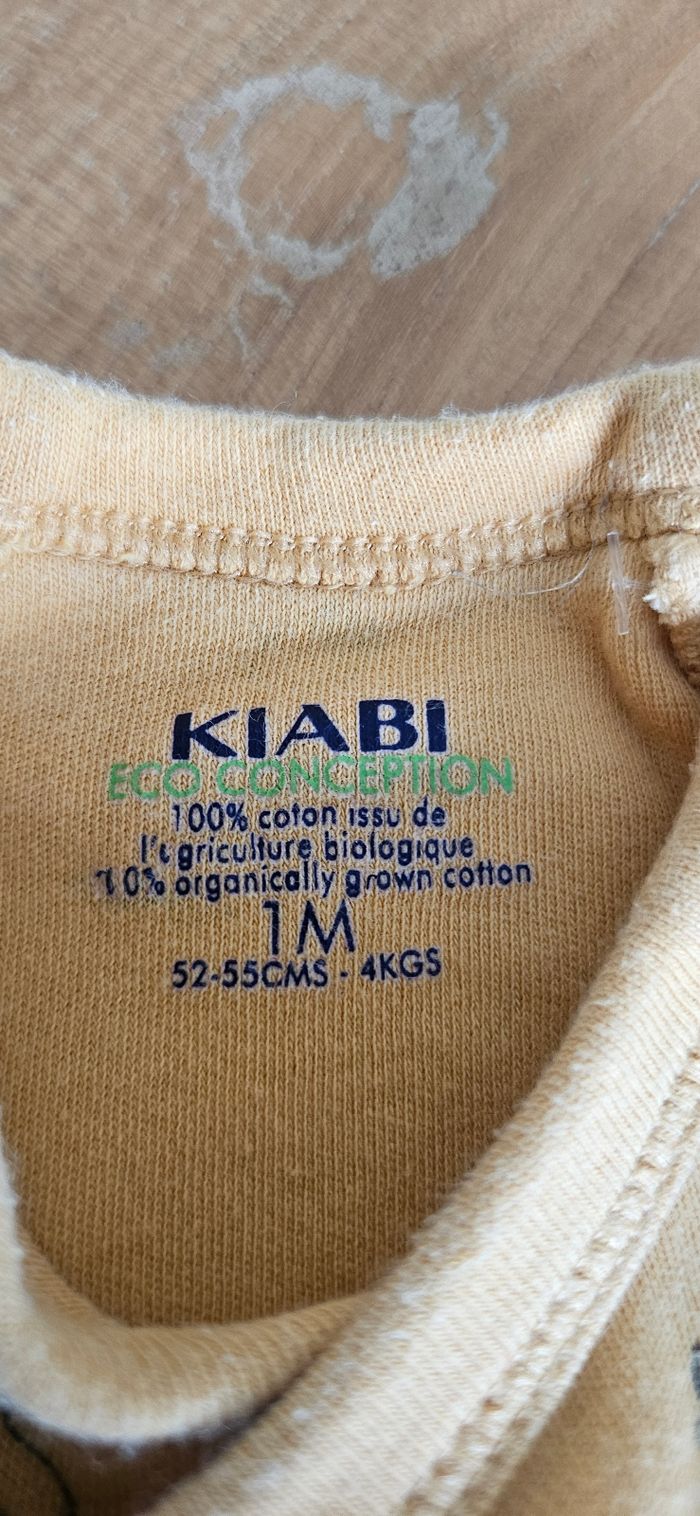 KIABI
ECO CONCEPTION
100% coton issu de
l'agriculture biologique
100% organically grown cotton
1M
52-55CMS - 4KGS